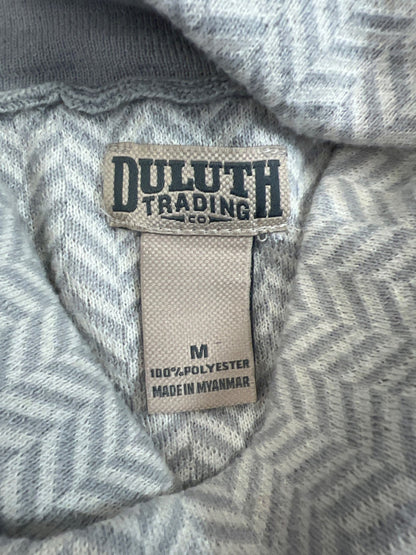 DULUTH
TRADING
CO
M
100% POLYESTER
MADE IN MYANMAR